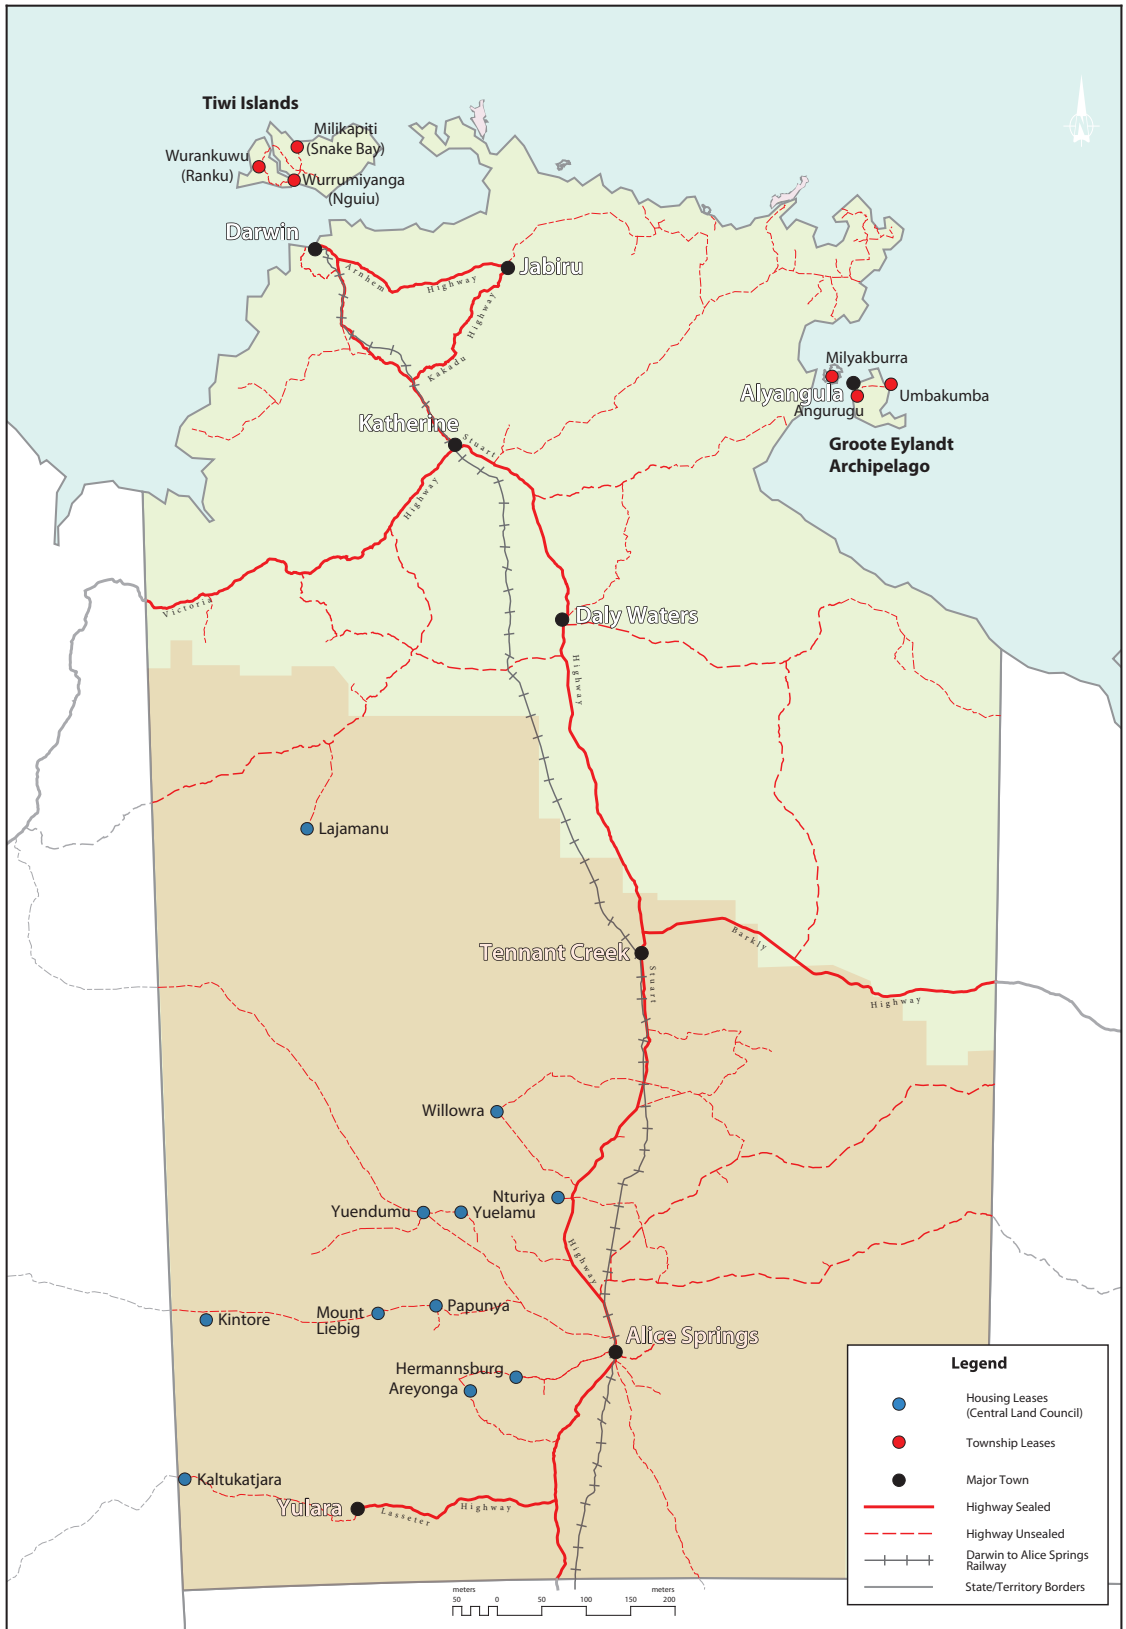 Tiwi Islands
Milikapiti
(Snake Bay)
Wurankuwu
(Ranku)
Wurrumiyanga
(Nguiu)
Darwin
Arnhem
Highway
Jabiru
Highway
Kakadu
Milyakburra
Alyangula
Umbakumba
Angurugu
Groote Eylandt
Archipelago
Katherine
Stuart
Highway
Victoria
Daly Waters
Highway
Lajamanu
Tennant Creek
Barkly
Stuart
Highway
Willowra
Nturiya
Yuendumu
Yuelamu
Highway
Kintore
Mount
Liebig
Papunya
Alice Springs
Hermannsburg
Areyonga
Kaltukatjara
Yulara
Lasseter
Highway
Legend
Housing Leases
(Central Land Council)
Township Leases
Major Town
Highway Sealed
Highway Unsealed
Darwin to Alice Springs
Railway
State/Territory Borders
meters meters
50 0 50 100 150 200